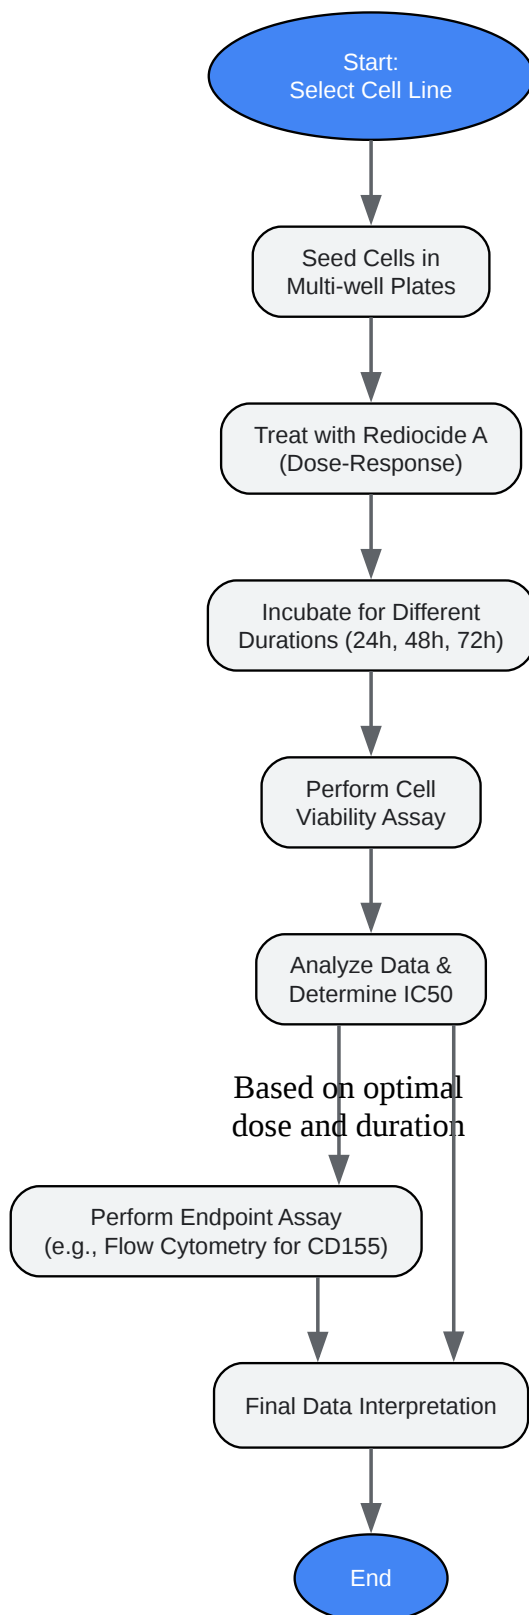 Start:
Select Cell Line
Seed Cells in
Multi-well Plates
Treat with Rediocide A
(Dose-Response)
Incubate for Different
Durations (24h, 48h, 72h)
Perform Cell
Viability Assay
Analyze Data &
Determine IC50
Based on optimal
dose and duration
Perform Endpoint Assay
(e.g., Flow Cytometry for CD155)
Final Data Interpretation
End